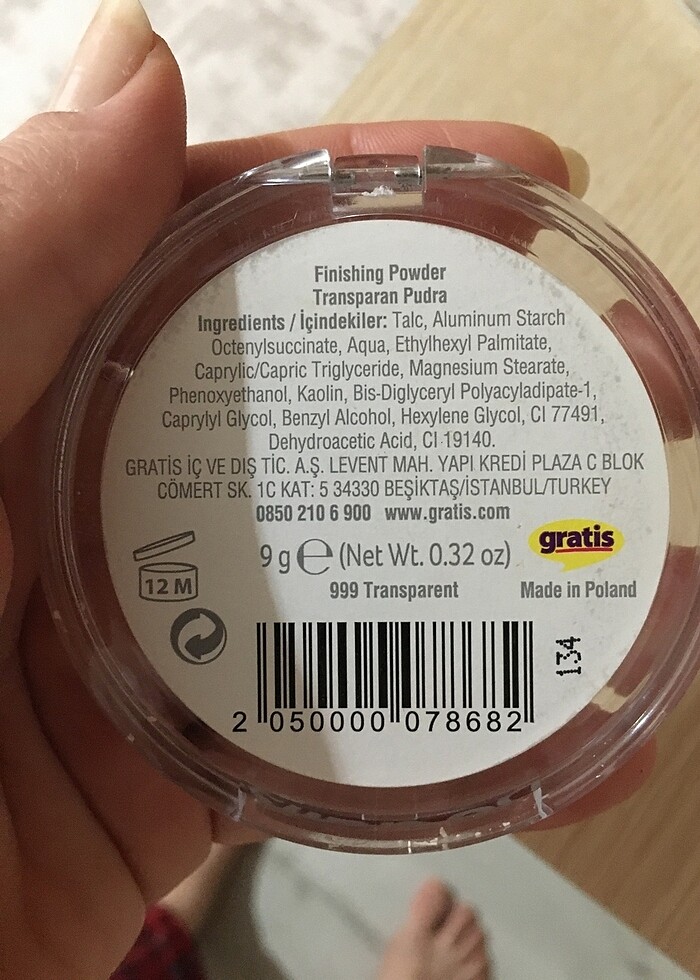 Finishing Powder
Transparan Pudra
Ingredients / İçindekiler: Talc, Aluminum Starch
Octenylsuccinate, Aqua, Ethylhexyl Palmitate,
Caprylic/Capric Triglyceride, Magnesium Stearate,
Phenoxyethanol, Kaolin, Bis-Diglyceryl Polyacyladipate-1,
Caprylyl Glycol, Benzyl Alcohol, Hexylene Glycol, CI 77491,
Dehydroacetic Acid, CI 19140.
GRATİS İÇ VE DIŞ TİC. A.Ş. LEVENT MAH. YAPI KREDİ PLAZA C BLOK
CÖMERT SK. 1C KAT: 5 34330 BEŞİKTAŞ/İSTANBUL/TURKEY
0850 210 6 900 www.gratis.com
gratis
9 g e (Net Wt. 0.32 oz)
12 M
999 Transparent
Made in Poland
134
2 050000 078682